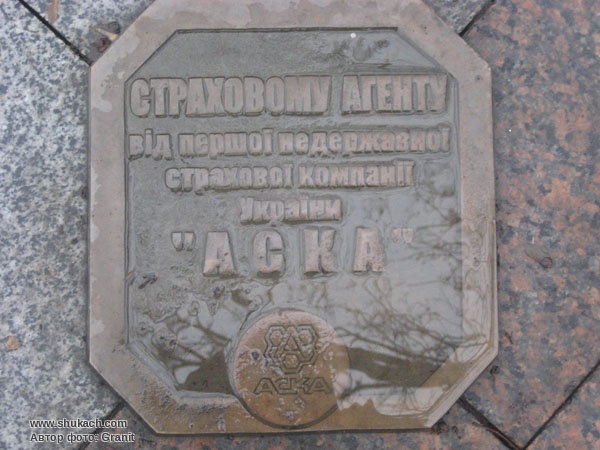 СТРАХОВОМУ АГЕНТУ
від першої недержавної
страхової компанії
України
"АСКА"
АСКА
www.shukach.com
Автор фото: Granit